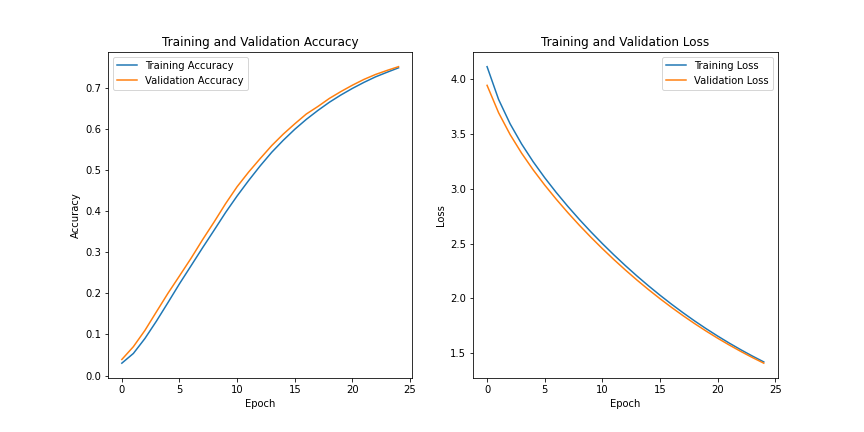 Training and Validation Accuracy
Training Accuracy
Validation Accuracy
0.7
0.6
0.5
0.4
0.3
0.2
0.1
0.0
Accuracy
0 5 10 15 20 25
Epoch
Training and Validation Loss
Training Loss
Validation Loss
4.0
3.5
3.0
2.5
2.0
1.5
Loss
0 5 10 15 20 25
Epoch